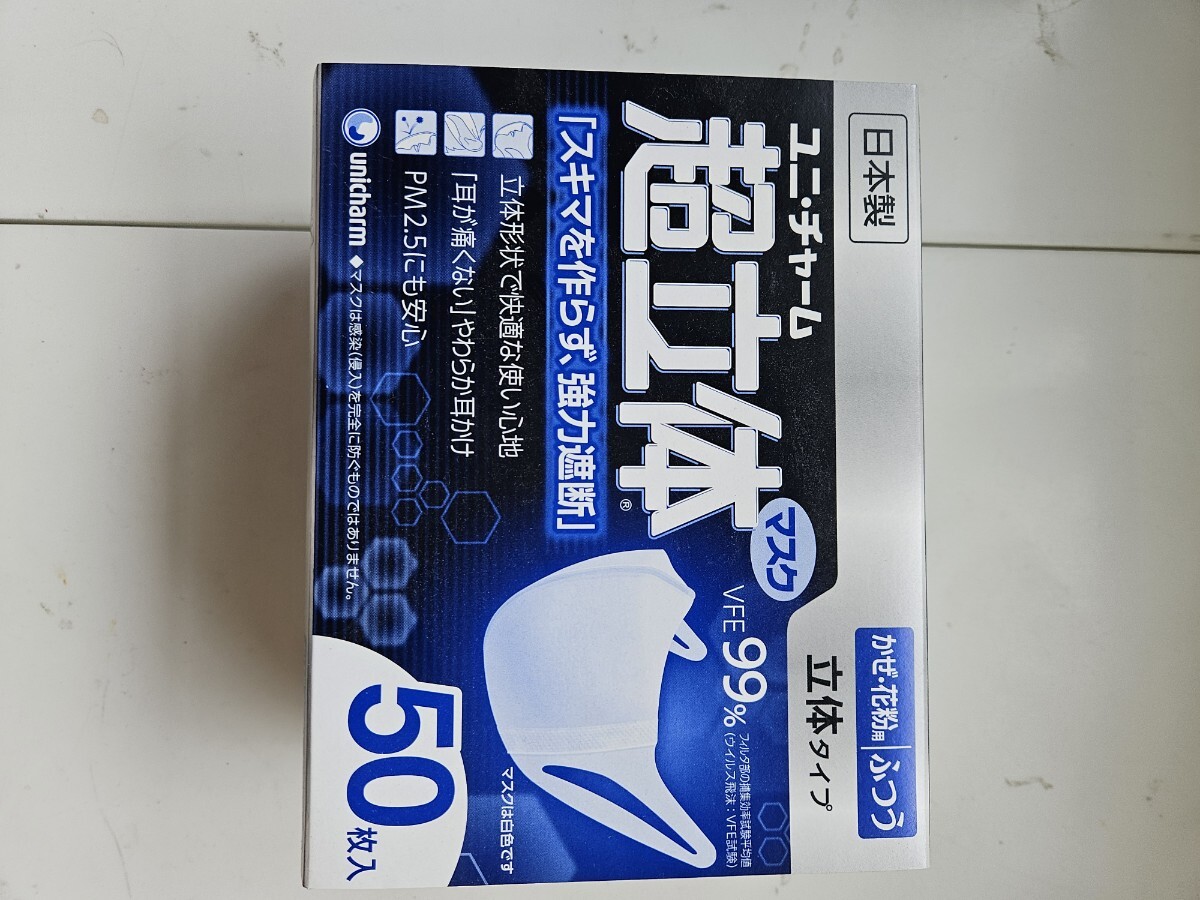 日本製
かぜ・花粉用 ふつう
ユニ・チャーム
立体タイプ
超立体®
マスク
「スキマを作らず、強力遮断」
VFE 99%
フィルタ部の捕集効率試験平均値
(ウイルス飛沫:VFE試験)
立体形状で快適な使い心地
「耳が痛くない」やわらか耳かけ
PM2.5にも安心
マスクは白色です
unicharm
◆マスクは感染(侵入)を完全に防ぐものではありません。
50枚入